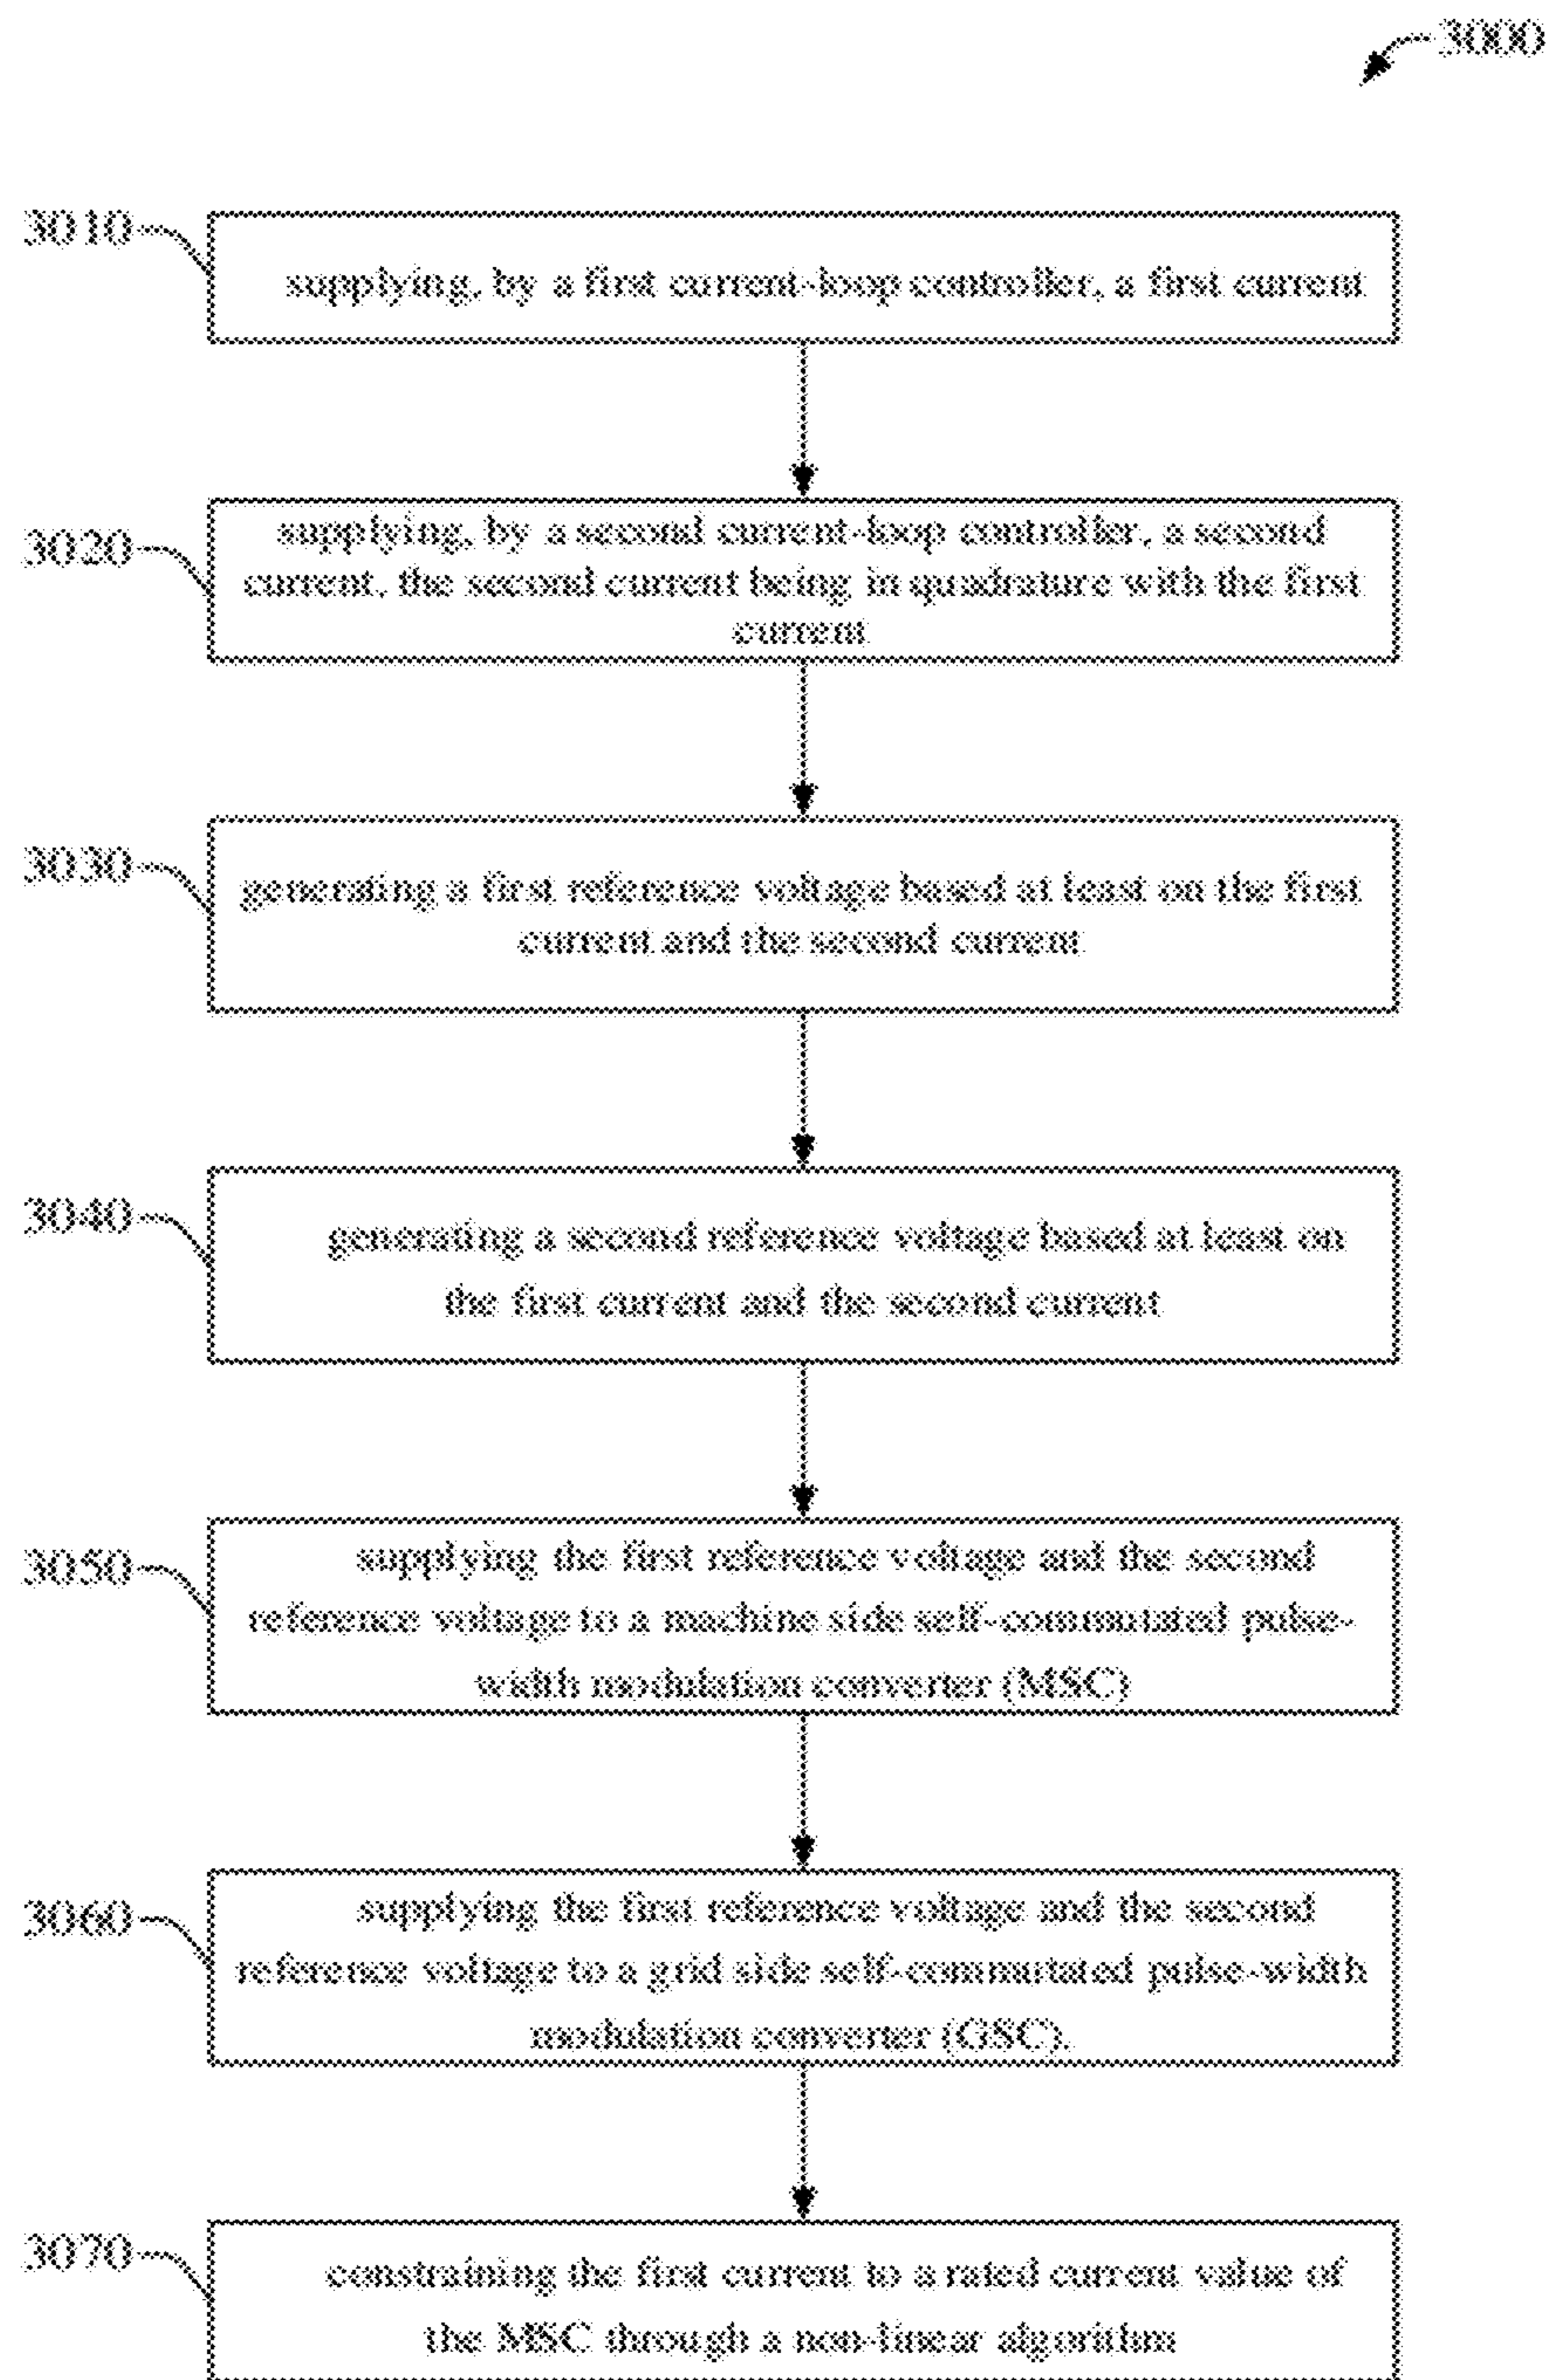 3000
3010
supplying, by a first current-loop controller, a first current
3020
supplying, by a second current-loop controller, a second
current, the second current being in quadrature with the first
current
3030
generating a first reference voltage based at least on the first
current and the second current
3040
generating a second reference voltage based at least on
the first current and the second current
3050
supplying the first reference voltage and the second
reference voltage to a machine side self-commutated pulse-
width modulation converter (MSC)
3060
supplying the first reference voltage and the second
reference voltage to a grid side self-commutated pulse-width
modulation converter (GSC).
3070
constraining the first current to a rated current value of
the MSC through a non-linear algorithm